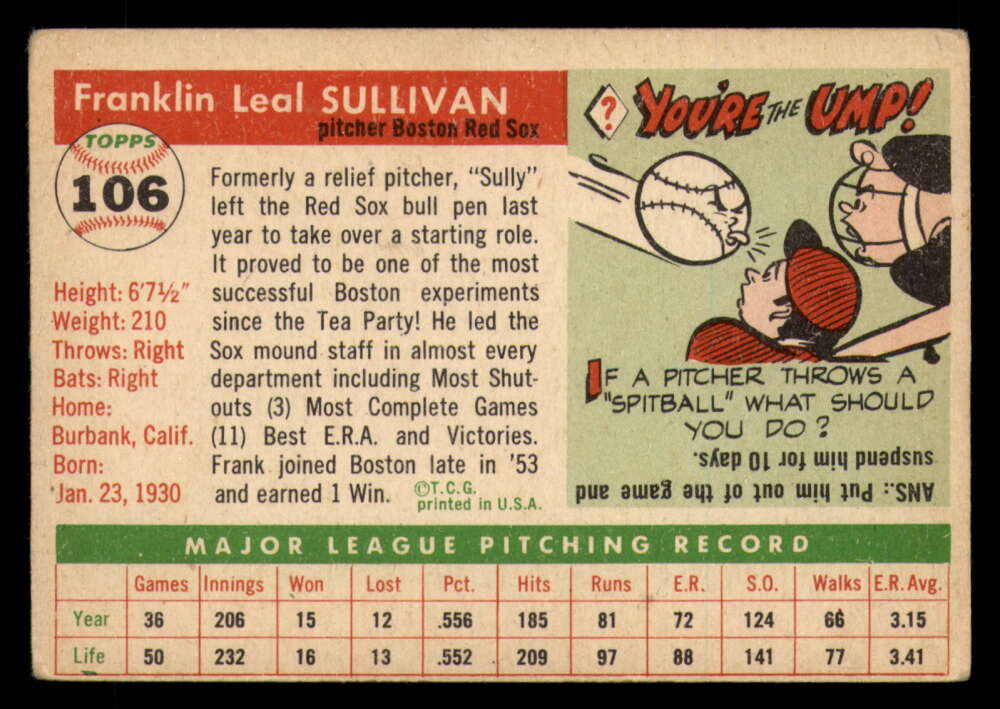 Franklin Leal SULLIVAN
pitcher Boston Red Sox
TOPPS
106
Height: 6'7½"
Weight: 210
Throws: Right
Bats: Right
Home:
Burbank, Calif.
Born:
Jan. 23, 1930
Formerly a relief pitcher, "Sully"
left the Red Sox bull pen last
year to take over a starting role.
It proved to be one of the most
successful Boston experiments
since the Tea Party! He led the
Sox mound staff in almost every
department including Most Shut-
outs (3) Most Complete Games
(11) Best E.R.A. and Victories.
Frank joined Boston late in '53
and earned 1 Win.
©T.C.G.
printed in U.S.A.
? YOU'RE THE UMP!
IF A PITCHER THROWS A
"SPITBALL" WHAT SHOULD
YOU DO?
ANS.: Put him out of the game and
suspend him for 10 days.
MAJOR LEAGUE PITCHING RECORD
Games Innings Won Lost Pct. Hits Runs E.R. S.O. Walks E.R. Avg.
Year 36 206 15 12 .556 185 81 72 124 66 3.15
Life 50 232 16 13 .552 209 97 88 141 77 3.41